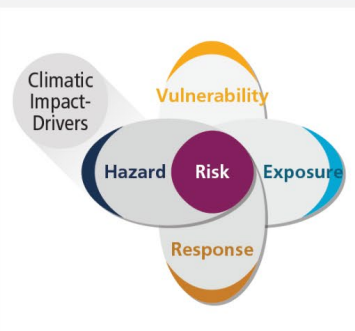 Climatic
Impact-
Drivers
Vulnerability
Hazard
Risk
Exposure
Response